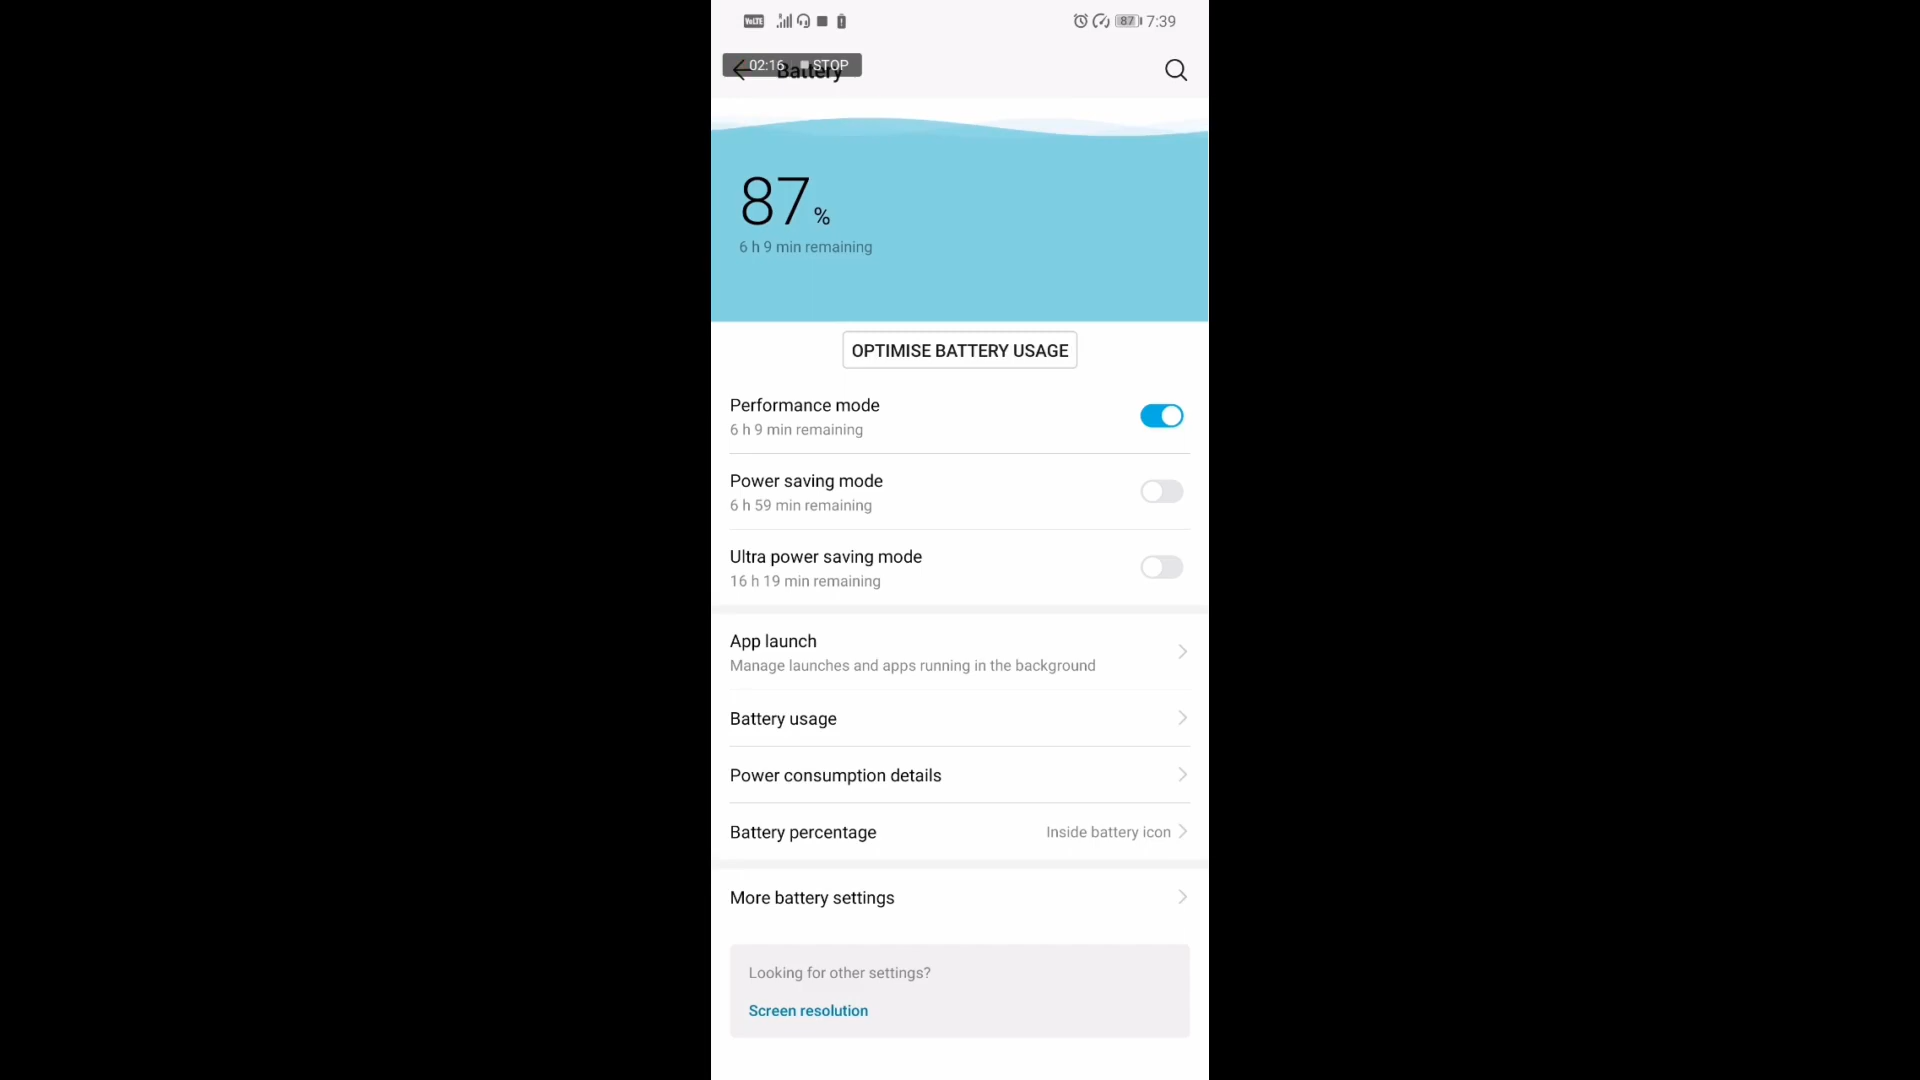 VoLTE 87 7:39
02:16 STOP
Battery
87%
6 h 9 min remaining
OPTIMISE BATTERY USAGE
Performance mode
6 h 9 min remaining
Power saving mode
6 h 59 min remaining
Ultra power saving mode
16 h 19 min remaining
App launch
Manage launches and apps running in the background
Battery usage
Power consumption details
Battery percentage Inside battery icon
More battery settings
Looking for other settings?
Screen resolution